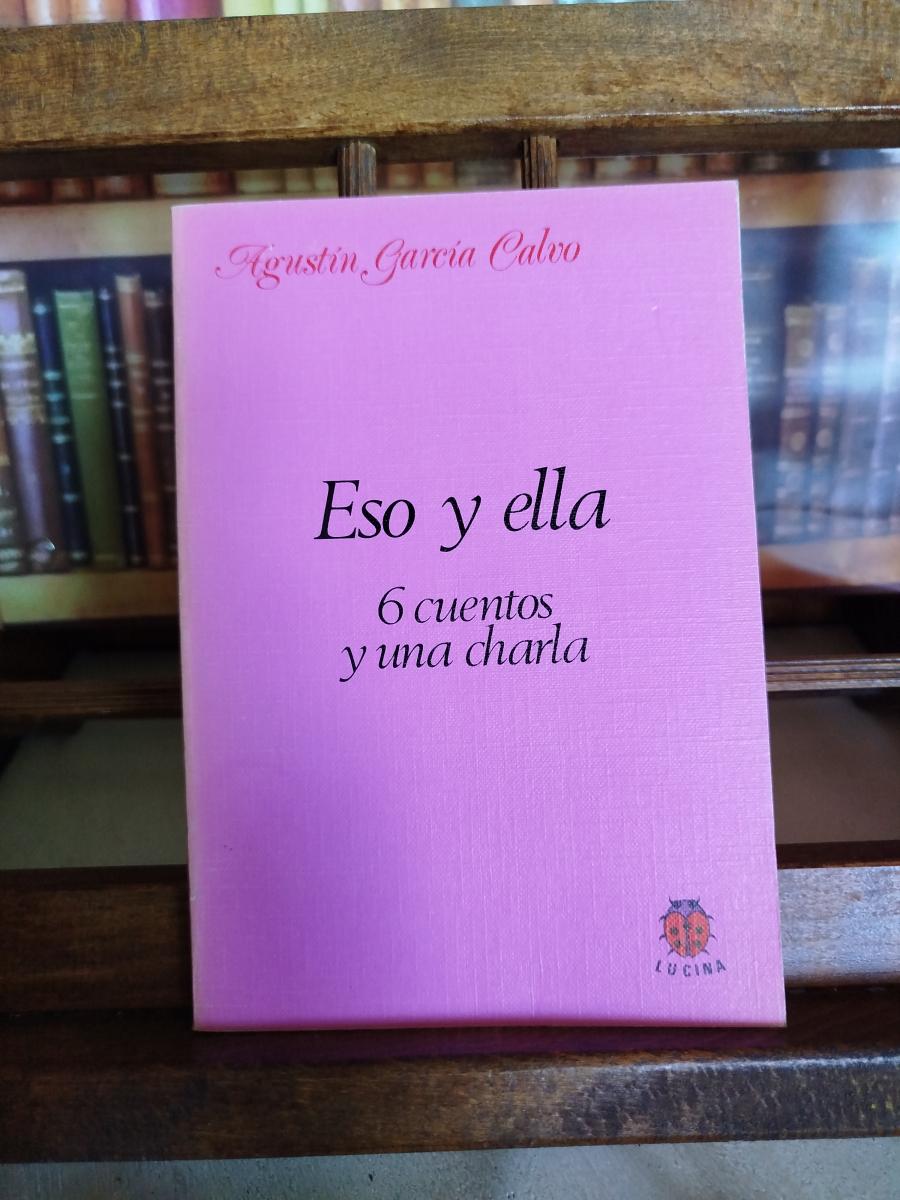 Agustín García Calvo
Eso y ella
6 cuentos
y una charla
LUCINA